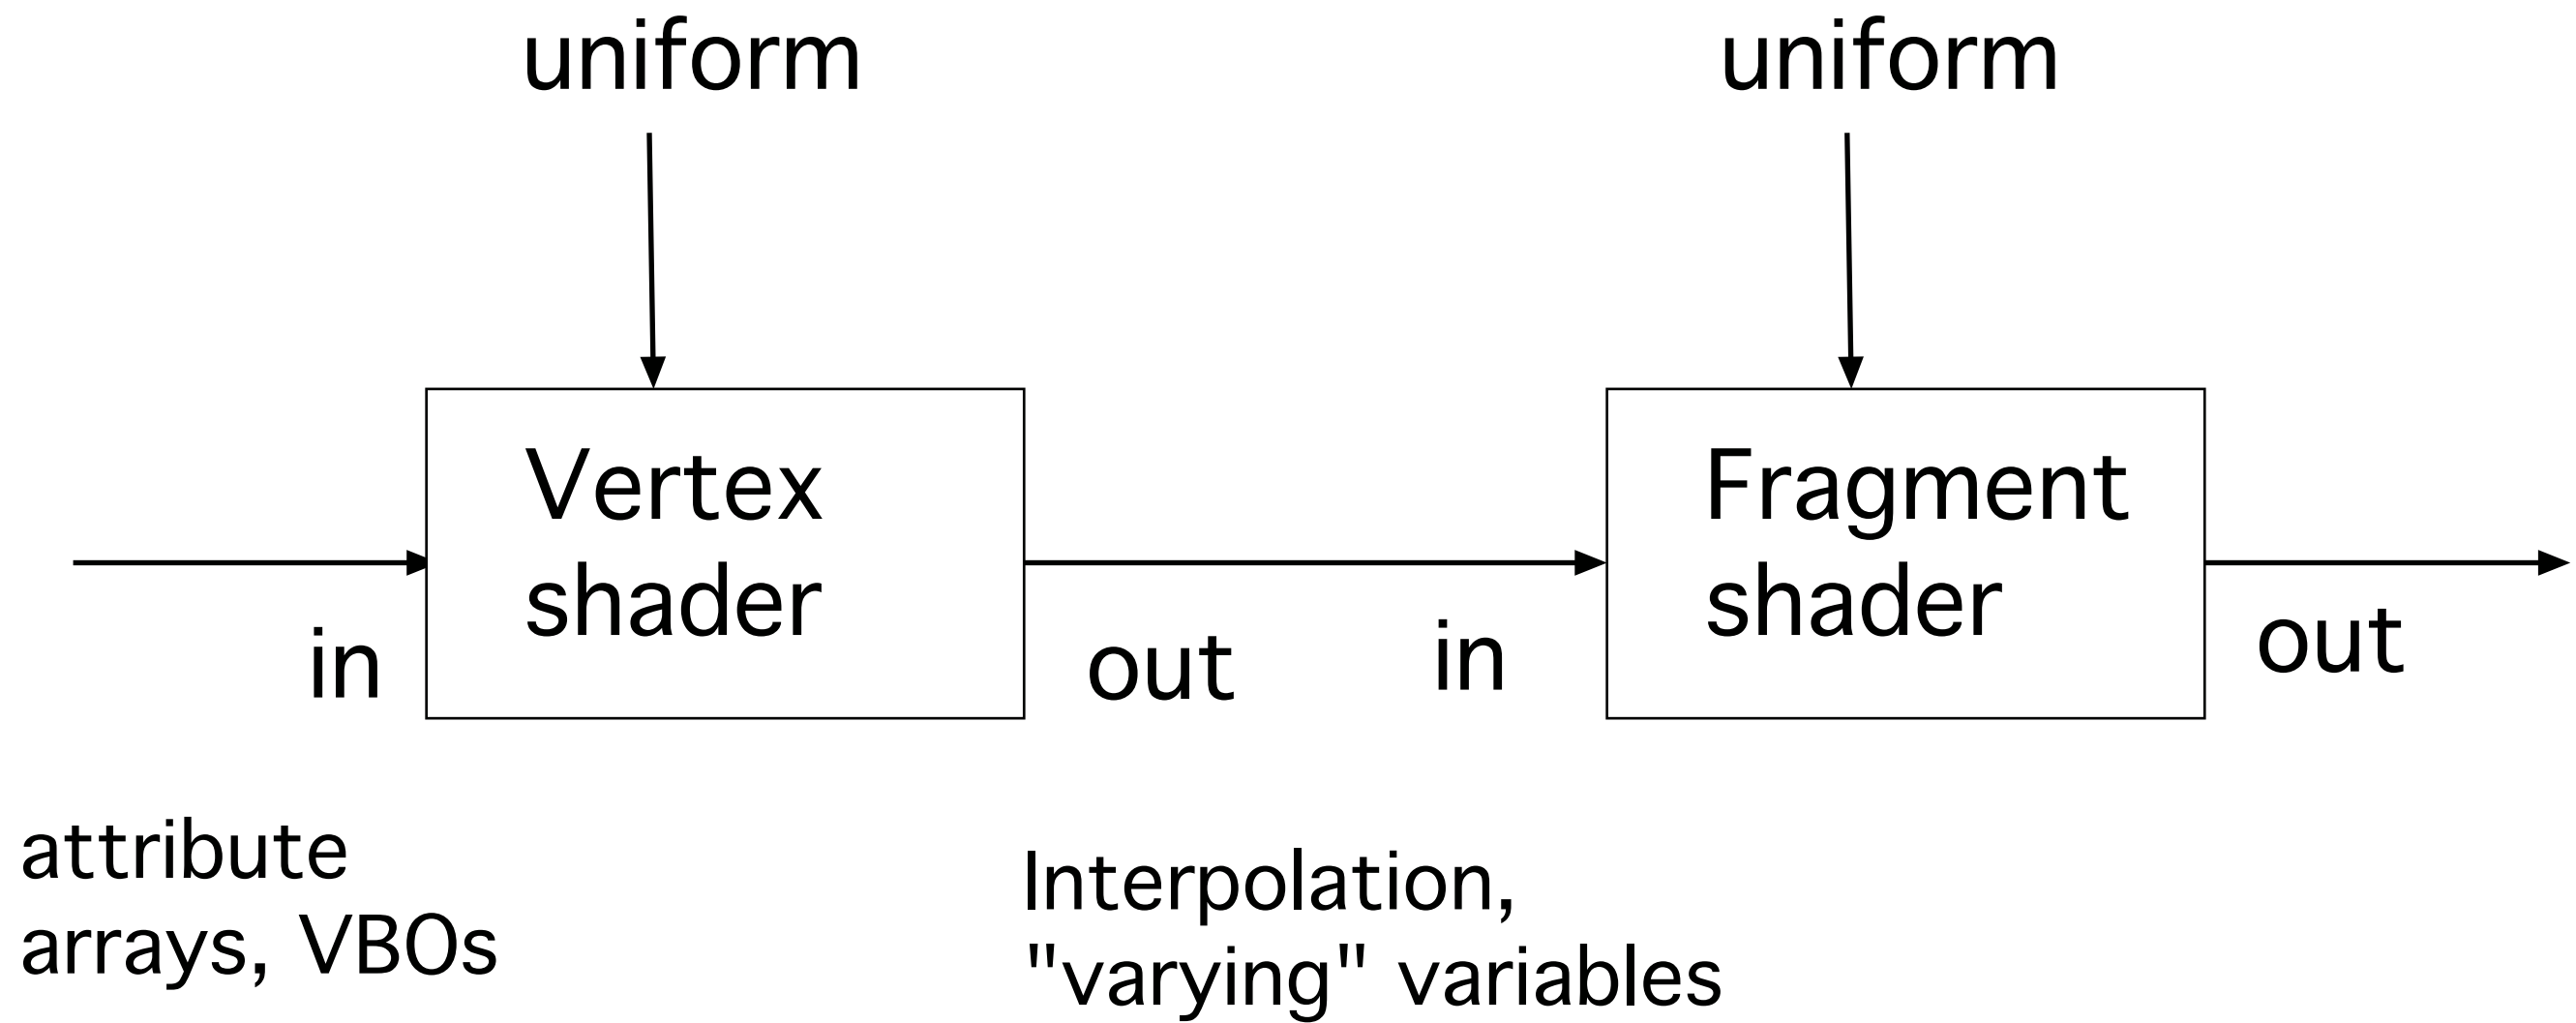 uniform
uniform
Vertex
shader
Fragment
shader
in
out
in
out
attribute
arrays, VBOs
Interpolation,
"varying" variables